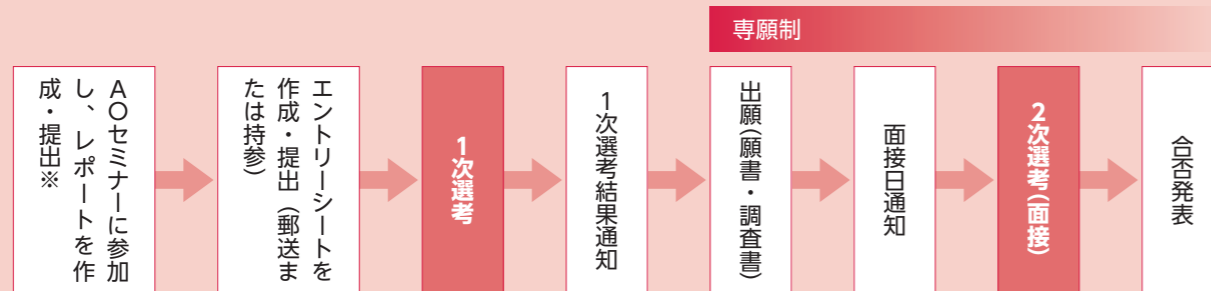 専願制
AOセミナーに参加
し、レポートを作
成・提出※
エントリーシートを
作成・提出（郵送ま
たは持参）
1次選考
1次選考結果通知
出願（願書・調査書）
面接日通知
2次選考（面接）
合否発表